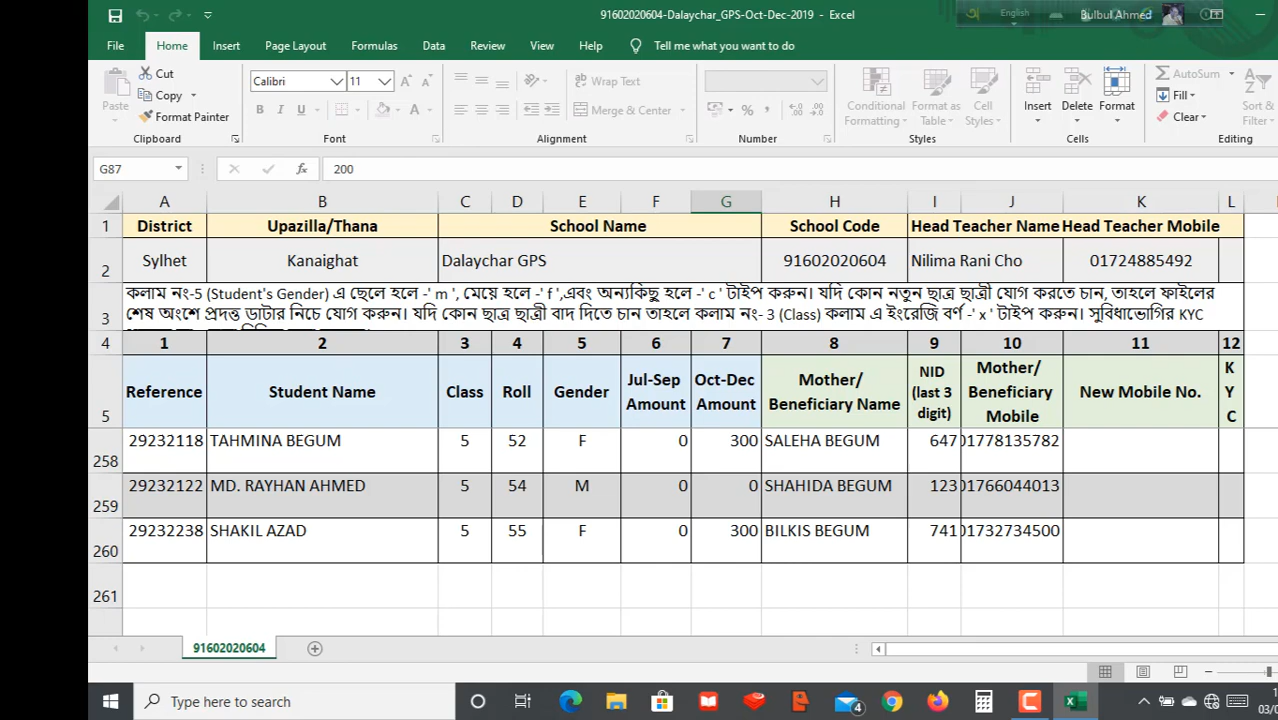 91602020604-Dalaychar_GPS-Oct-Dec-2019 - Excel
English
Bulbul Ahmed
File Home Insert Page Layout Formulas Data Review View Help Tell me what you want to do
Paste
Cut
Copy
Format Painter
Clipboard
Calibri 11
B I U
Font
Wrap Text
Merge & Center
Alignment
Number
Conditional Formatting
Format as Table
Cell Styles
Styles
Insert Delete Format
Cells
AutoSum
Fill
Clear
Sort Filter
Editing
G87 fx 200
A B C D E F G H I J K L
1 District Upazilla/Thana School Name School Code Head Teacher Name Head Teacher Mobile
2 Sylhet Kanaighat Dalaychar GPS 91602020604 Nilima Rani Cho 01724885492
কলাম নং-5 (Student's Gender) এ ছেলে হলে -' m ', মেয়ে হলে -' f ',এবং অন্যকিছু হলে -' c ' টাইপ করুন। যদি কোন নতুন ছাত্র ছাত্রী যোগ করতে চান, তাহলে ফাইলের
3 শেষ অংশে প্রদত্ত ডাটার নিচে যোগ করুন। যদি কোন ছাত্র ছাত্রী বাদ দিতে চান তাহলে কলাম নং- 3 (Class) কলাম এ ইংরেজি বর্ণ -' x ' টাইপ করুন। সুবিধাভোগির KYC
4 1 2 3 4 5 6 7 8 9 10 11 12
5 Reference Student Name Class Roll Gender Jul-Sep Amount Oct-Dec Amount Mother/ Beneficiary Name NID (last 3 digit) Mother/ Beneficiary Mobile New Mobile No. K Y C
258 29232118 TAHMINA BEGUM 5 52 F 0 300 SALEHA BEGUM 647 01778135782
259 29232122 MD. RAYHAN AHMED 5 54 M 0 0 SHAHIDA BEGUM 123 01766044013
260 29232238 SHAKIL AZAD 5 55 F 0 300 BILKIS BEGUM 741 01732734500
261
91602020604
Type here to search
4